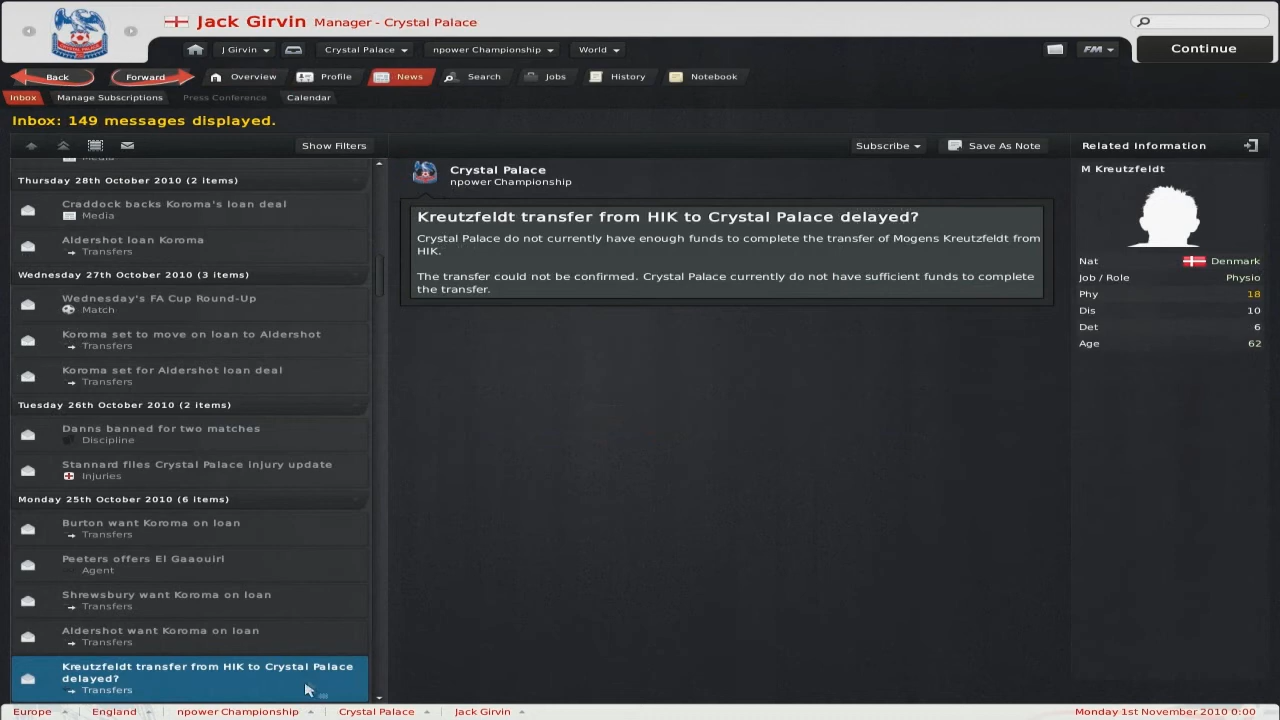 Jack Girvin Manager - Crystal Palace
J Girvin Crystal Palace npower Championship World FM Continue
Back Forward Overview Profile News Search Jobs History Notebook
Inbox Manage Subscriptions Press Conference Calendar
Inbox: 149 messages displayed.
Show Filters
Media
Thursday 28th October 2010 (2 items)
Craddock backs Koroma's loan deal
Media
Aldershot loan Koroma
Transfers
Wednesday 27th October 2010 (3 items)
Wednesday's FA Cup Round-Up
Match
Koroma set to move on loan to Aldershot
Transfers
Koroma set for Aldershot loan deal
Transfers
Tuesday 26th October 2010 (2 items)
Danns banned for two matches
Discipline
Stannard files Crystal Palace injury update
Injuries
Monday 25th October 2010 (6 items)
Burton want Koroma on loan
Transfers
Peeters offers El Gaaouiri
Agent
Shrewsbury want Koroma on loan
Transfers
Aldershot want Koroma on loan
Transfers
Kreutzfeldt transfer from HIK to Crystal Palace
delayed?
Transfers
Subscribe Save As Note
Crystal Palace
npower Championship
Kreutzfeldt transfer from HIK to Crystal Palace delayed?
Crystal Palace do not currently have enough funds to complete the transfer of Mogens Kreutzfeldt from
HIK.
The transfer could not be confirmed. Crystal Palace currently do not have sufficient funds to complete
the transfer.
Related Information
M Kreutzfeldt
Nat Denmark
Job / Role Physio
Phy 18
Dis 10
Det 6
Age 62
Europe England npower Championship Crystal Palace Jack Girvin Monday 1st November 2010 0:00